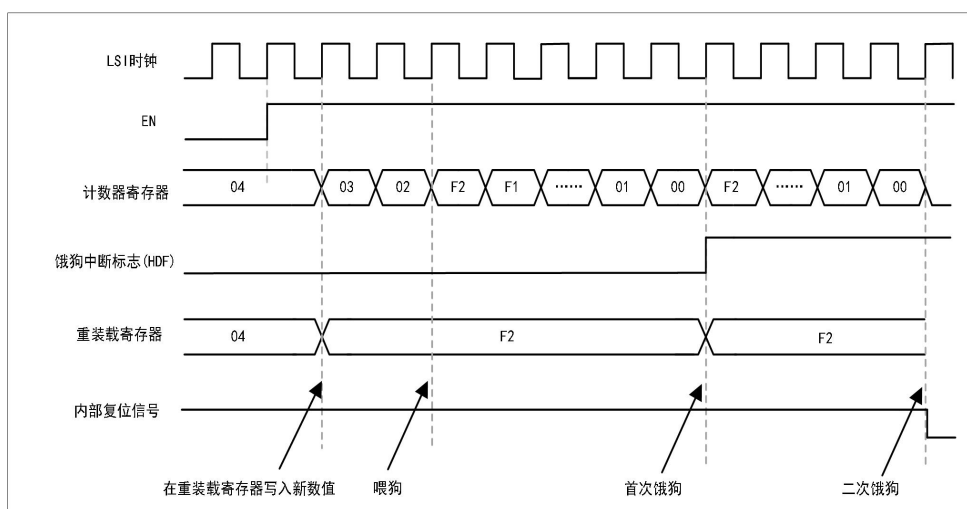 LSI时钟
EN
计数器寄存器 04 03 02 F2 F1 …… 01 00 F2 …… 01 00
饿狗中断标志(HDF)
重装载寄存器 04 F2 F2
内部复位信号
在重装载寄存器写入新数值 喂狗 首次饿狗 二次饿狗